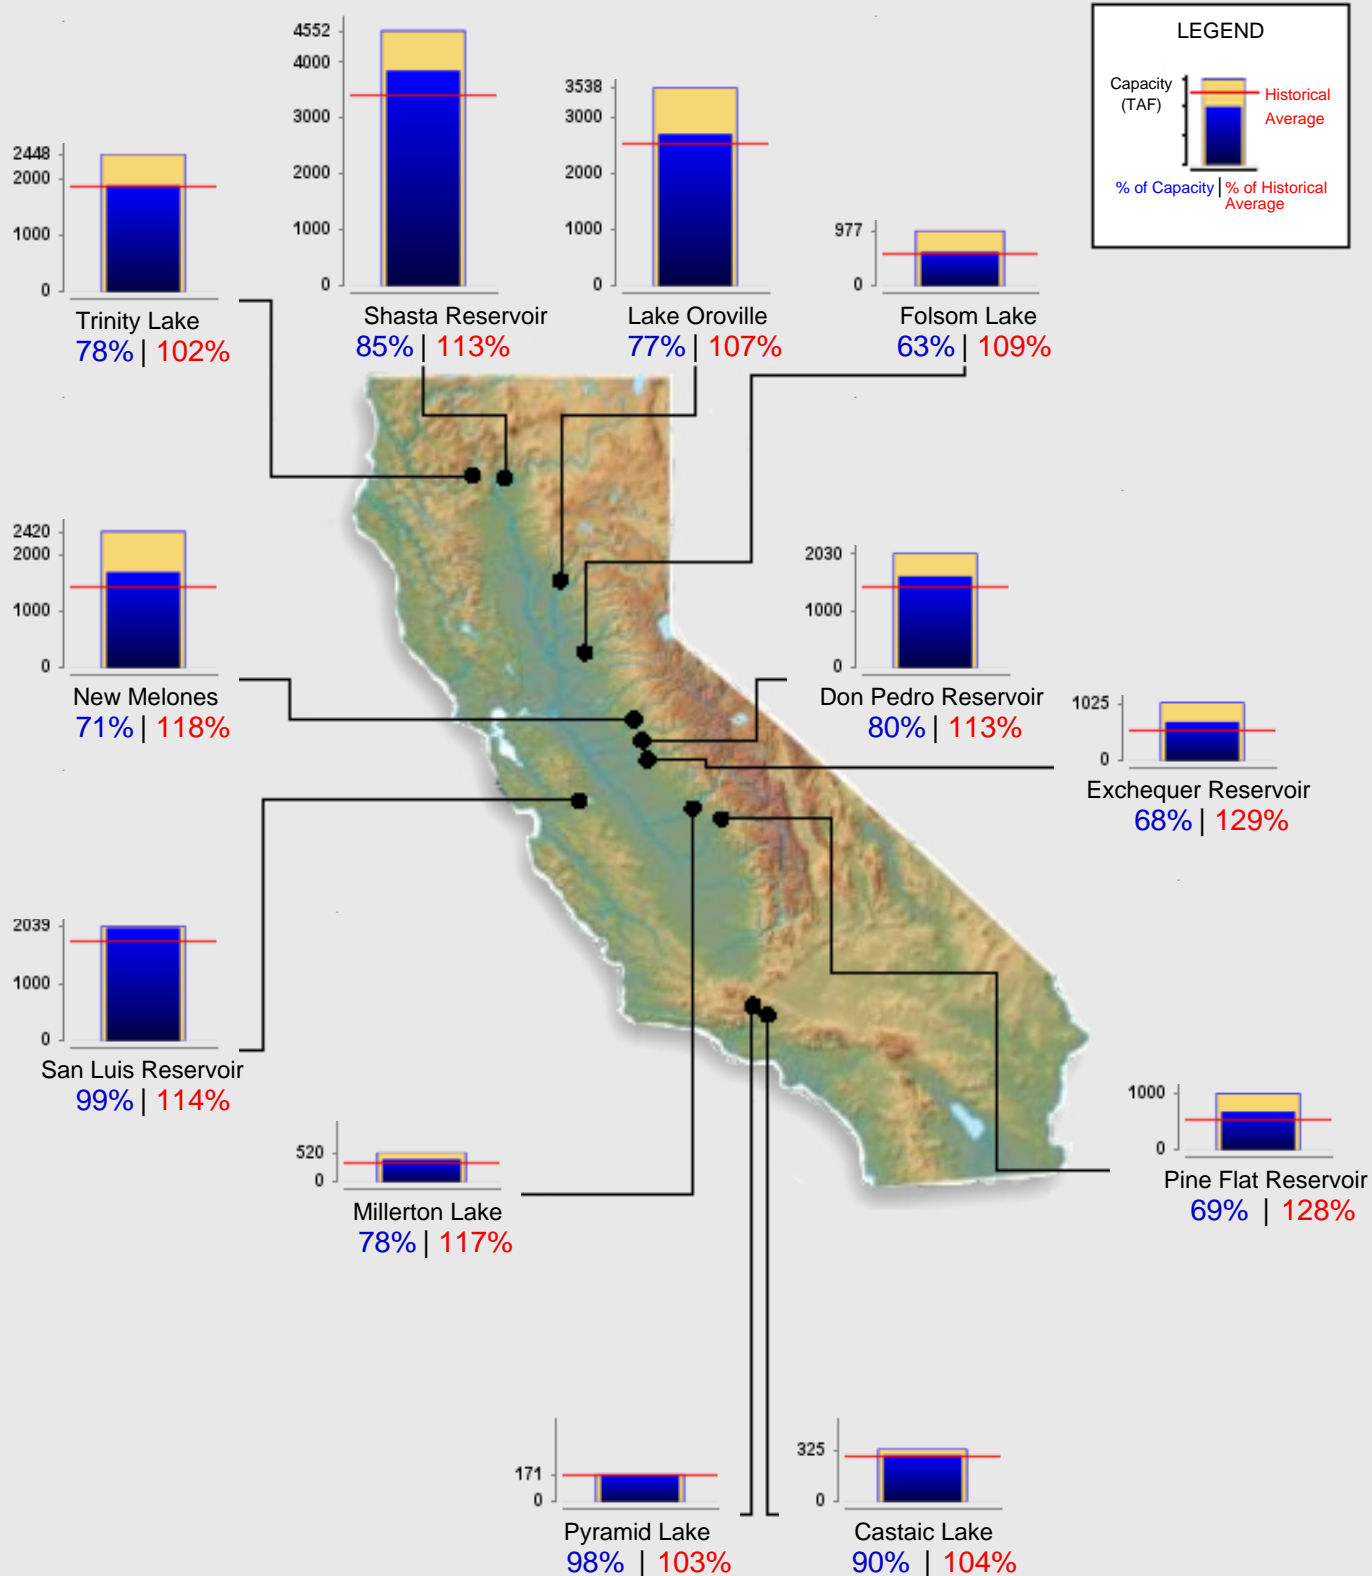 LEGEND
Capacity
(TAF)
Historical
Average
% of Capacity | % of Historical
Average
4552
4000
3000
2000
1000
0
Shasta Reservoir
85% | 113%
3538
3000
2000
1000
0
Lake Oroville
77% | 107%
2448
2000
1000
0
Trinity Lake
78% | 102%
977
0
Folsom Lake
63% | 109%
2420
2000
1000
0
New Melones
71% | 118%
2030
1000
0
Don Pedro Reservoir
80% | 113%
1025
0
Exchequer Reservoir
68% | 129%
2039
1000
0
San Luis Reservoir
99% | 114%
520
0
Millerton Lake
78% | 117%
1000
0
Pine Flat Reservoir
69% | 128%
171
0
Pyramid Lake
98% | 103%
325
0
Castaic Lake
90% | 104%